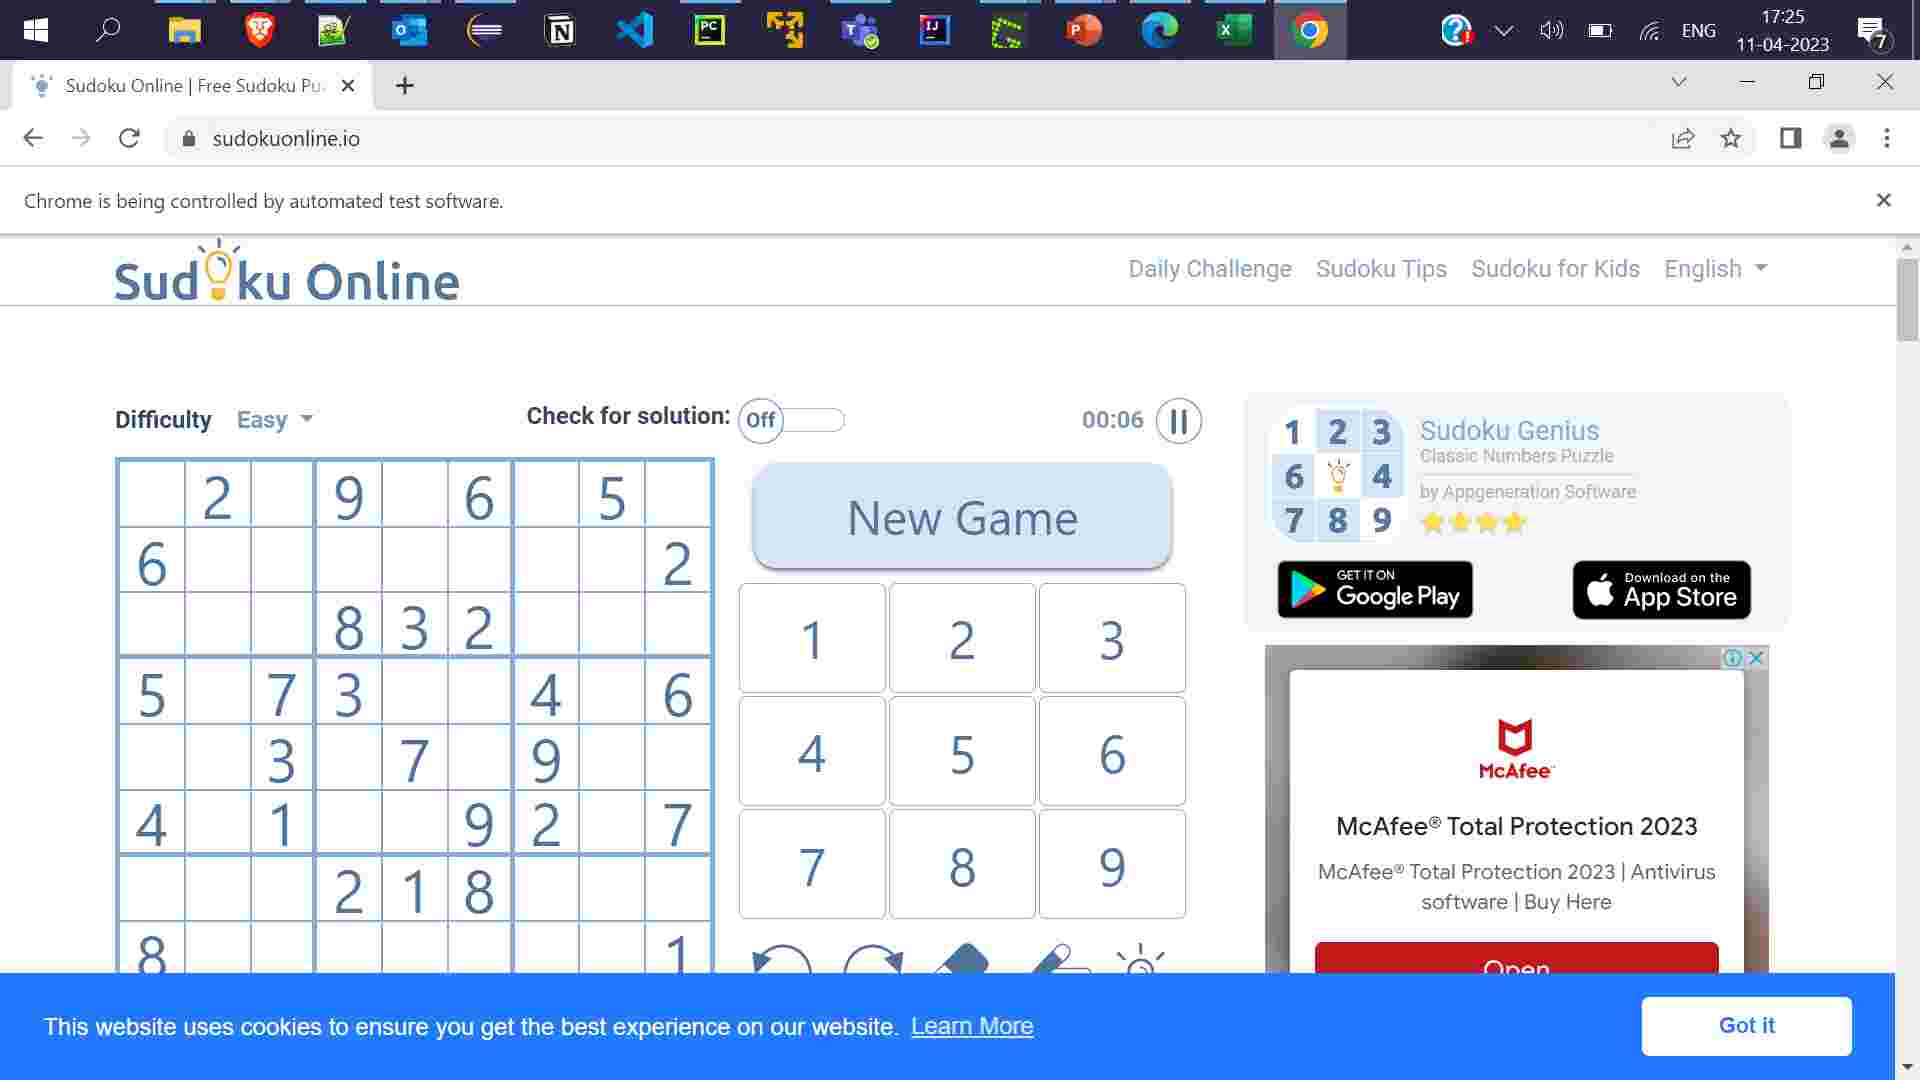 ENG
17:25
11-04-2023
7
Sudoku Online | Free Sudoku Pu
sudokuonline.io
Chrome is being controlled by automated test software.
Sudoku Online
Daily Challenge Sudoku Tips Sudoku for Kids English
Difficulty Easy
Check for solution: Off
00:06
2 9 6 5
6 2
8 3 2
5 7 3 4 6
3 7 9
4 1 9 2 7
2 1 8
8 1
New Game
1 2 3
4 5 6
7 8 9
1 2 3
6 4
7 8 9
Sudoku Genius
Classic Numbers Puzzle
by Appgeneration Software
GET IT ON
Google Play
Download on the
App Store
McAfee™
McAfee® Total Protection 2023
McAfee® Total Protection 2023 | Antivirus
software | Buy Here
Open
This website uses cookies to ensure you get the best experience on our website. Learn More
Got it